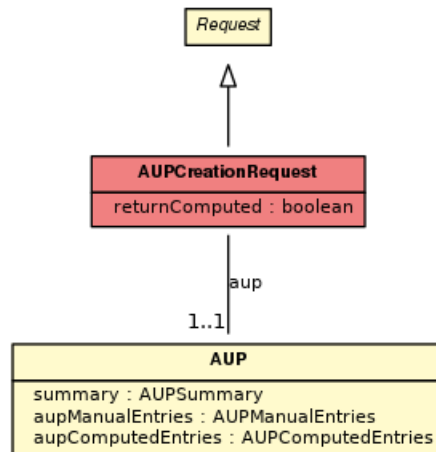 Request
AUPCreationRequest
returnComputed : boolean
aup
1..1
AUP
summary : AUPSummary
aupManualEntries : AUPManualEntries
aupComputedEntries : AUPComputedEntries